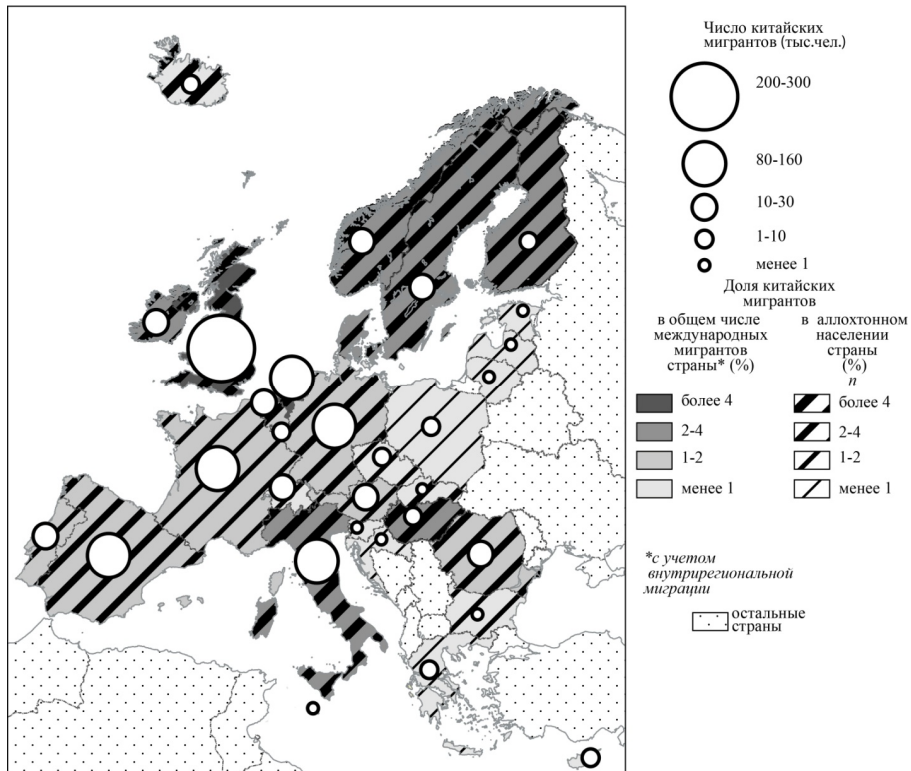 Число китайских
мигрантов (тыс.чел.)
200-300
80-160
10-30
1-10
менее 1
Доля китайских
мигрантов
в общем числе
международных
мигрантов
страны* (%)
в аллохтонном
населении
страны
(%)
n
более 4
2-4
1-2
менее 1
более 4
2-4
1-2
менее 1
*с учетом
внутрирегиональной
миграции
остальные
страны